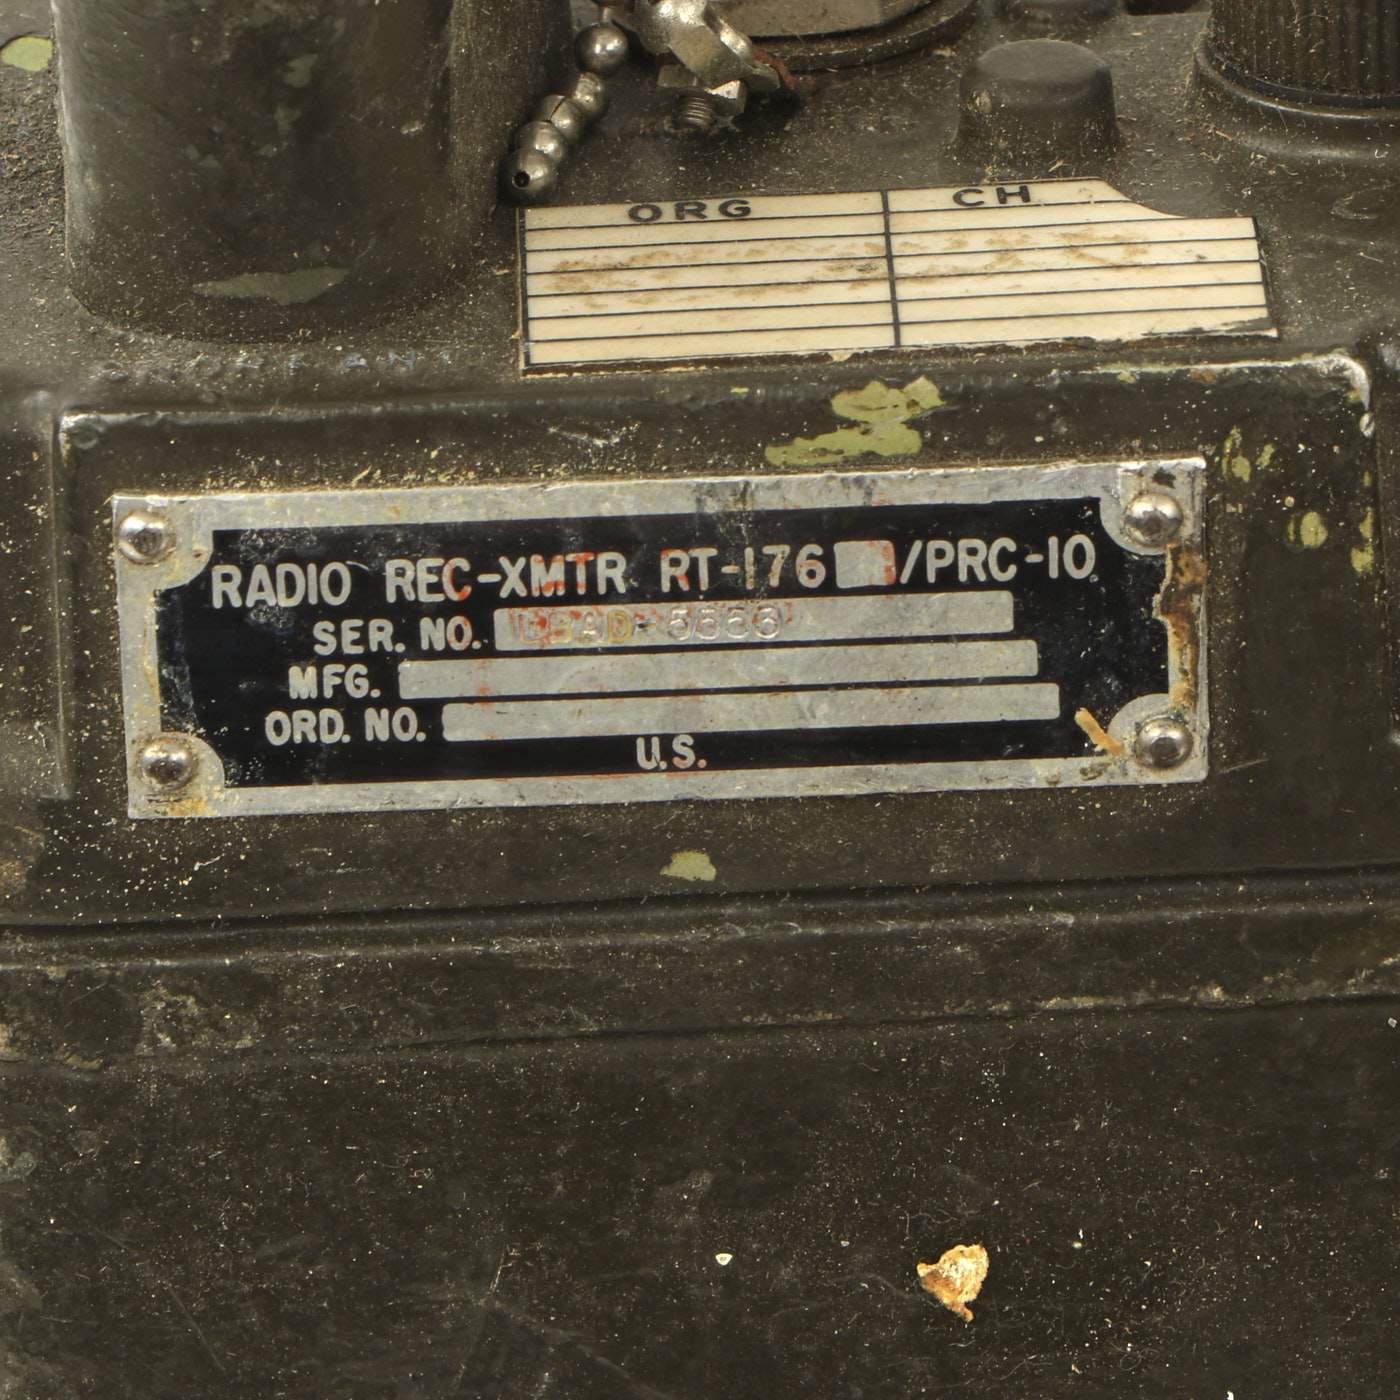 ORG CH
RADIO REC-XMTR RT-176 /PRC-10
SER. NO.
MFG.
ORD. NO.
U.S.